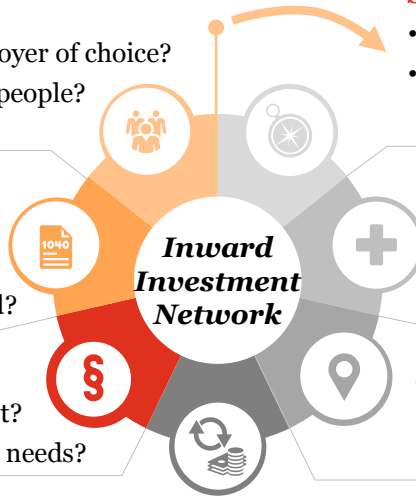 oyer of choice?
people?
1040
Inward
Investment
Network
?
§
t?
needs?